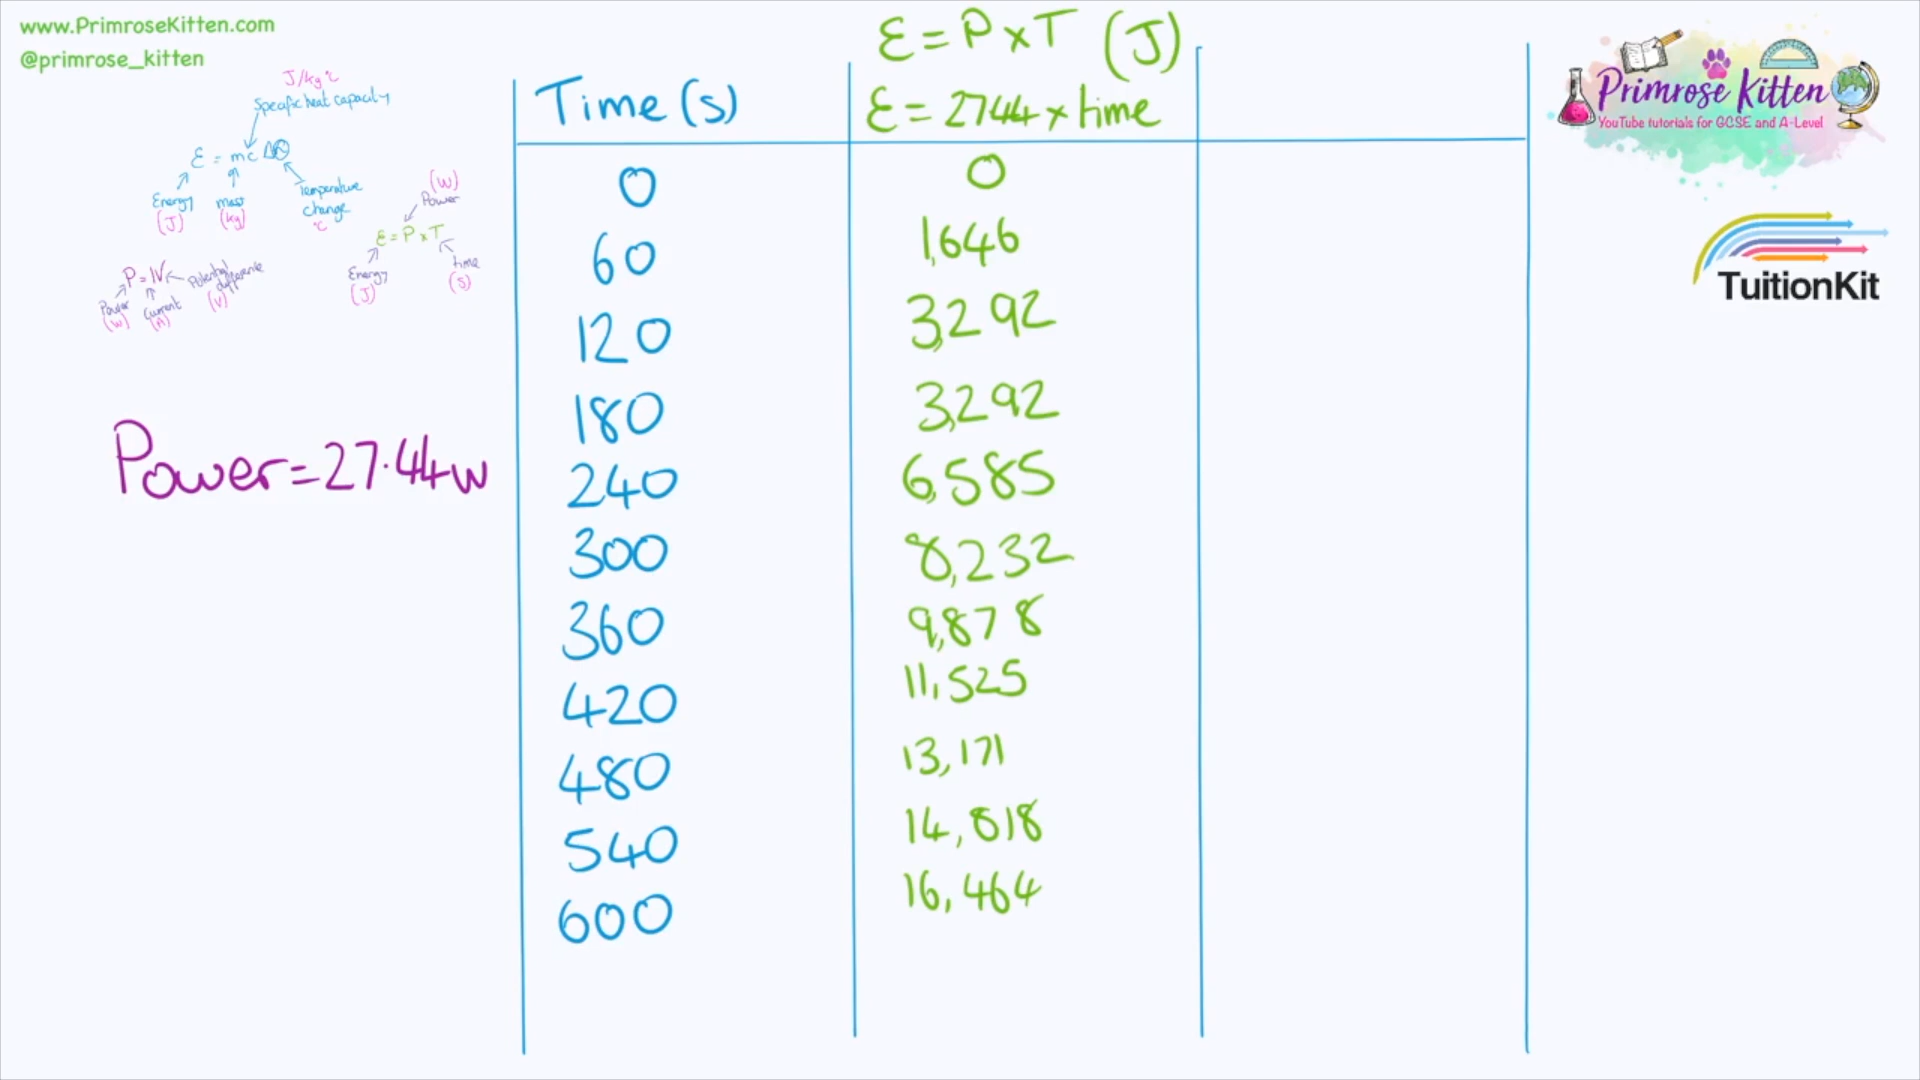 www.PrimroseKitten.com
@primrose_kitten
J/kg°C
Specific heat capacity
E = mcΔθ
Energy
(J)
mass
(kg)
Temperature
change
°C
(W)
Power
E = P x T
Energy
(J)
time
(s)
P = IV
Power
(W)
Current
(A)
Potential
difference
(V)
Power = 27.44w
E = P x T (J)
Time (s)
E = 2744 x time
0 0
60 1,646
120 3,292
180 3,292
240 6,585
300 8,232
360 9,878
420 11,525
480 13,171
540 14,818
600 16,464
Primrose Kitten
YouTube tutorials for GCSE and A-Level
TuitionKit